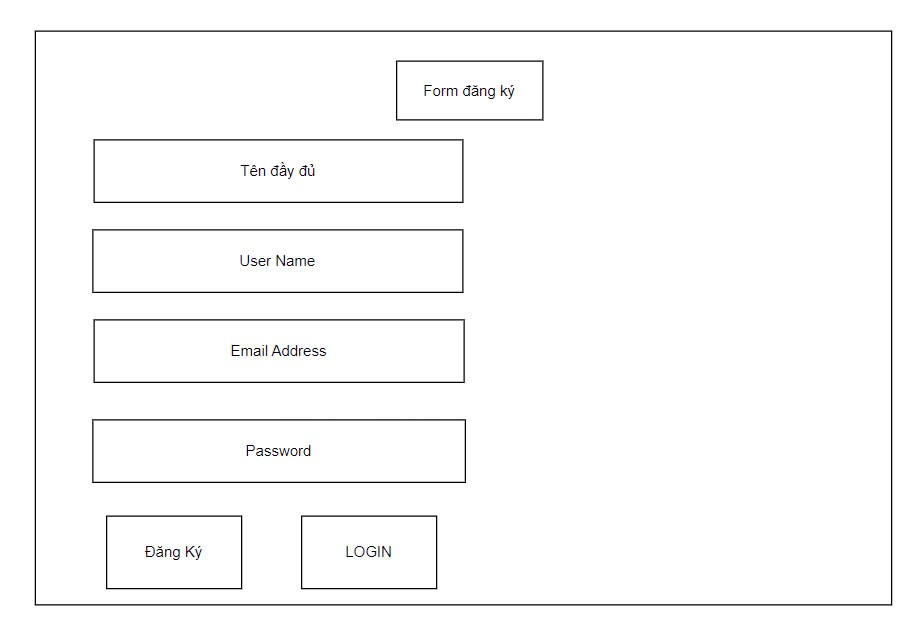 Form đăng ký
Tên đầy đủ
User Name
Email Address
Password
Đăng Ký
LOGIN